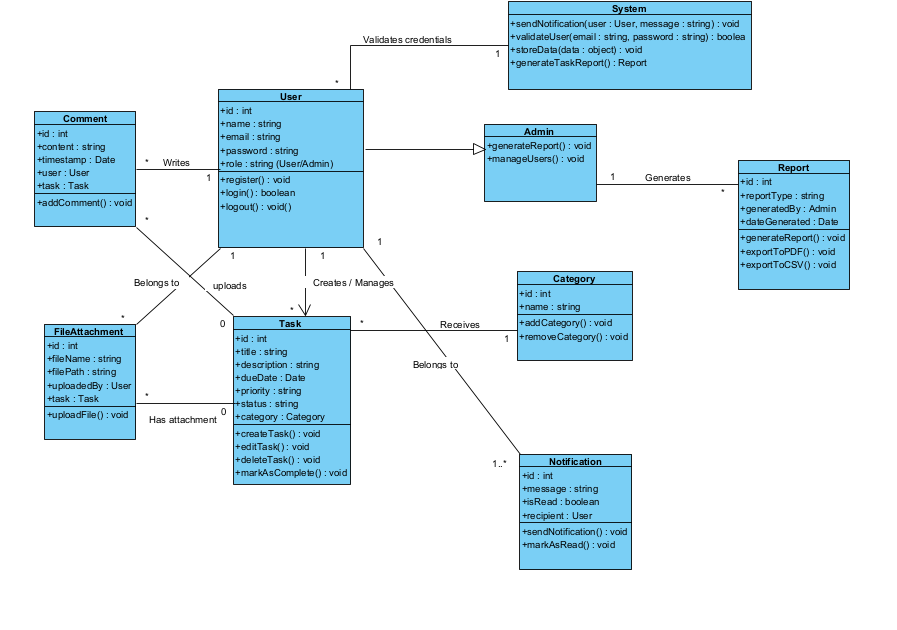 System
+sendNotification(user : User, message : string) : void
+validateUser(email : string, password : string) : boolea
+storeData(data : object) : void
+generateTaskReport() : Report
Validates credentials
1
*
User
+id : int
+name : string
+email : string
+password : string
+role : string (User/Admin)
+register() : void
+login() : boolean
+logout() : void()
Comment
+id : int
+content : string
+timestamp : Date
+user : User
+task : Task
+addComment() : void
* Writes
1
Admin
+generateReport() : void
+manageUsers() : void
1 Generates
*
Report
+id : int
+reportType : string
+generatedBy : Admin
+dateGenerated : Date
+generateReport() : void
+exportToPDF() : void
+exportToCSV() : void
*
1
1
1
Belongs to
uploads
Creates / Manages
*
0
*
Category
+id : int
+name : string
+addCategory() : void
+removeCategory() : void
* Receives
1
FileAttachment
+id : int
+fileName : string
+filePath : string
+uploadedBy : User
+task : Task
+uploadFile() : void
*
0
Has attachment
Task
+id : int
+title : string
+description : string
+dueDate : Date
+priority : string
+status : string
+category : Category
+createTask() : void
+editTask() : void
+deleteTask() : void
+markAsComplete() : void
Belongs to
1..*
Notification
+id : int
+message : string
+isRead : boolean
+recipient : User
+sendNotification() : void
+markAsRead() : void